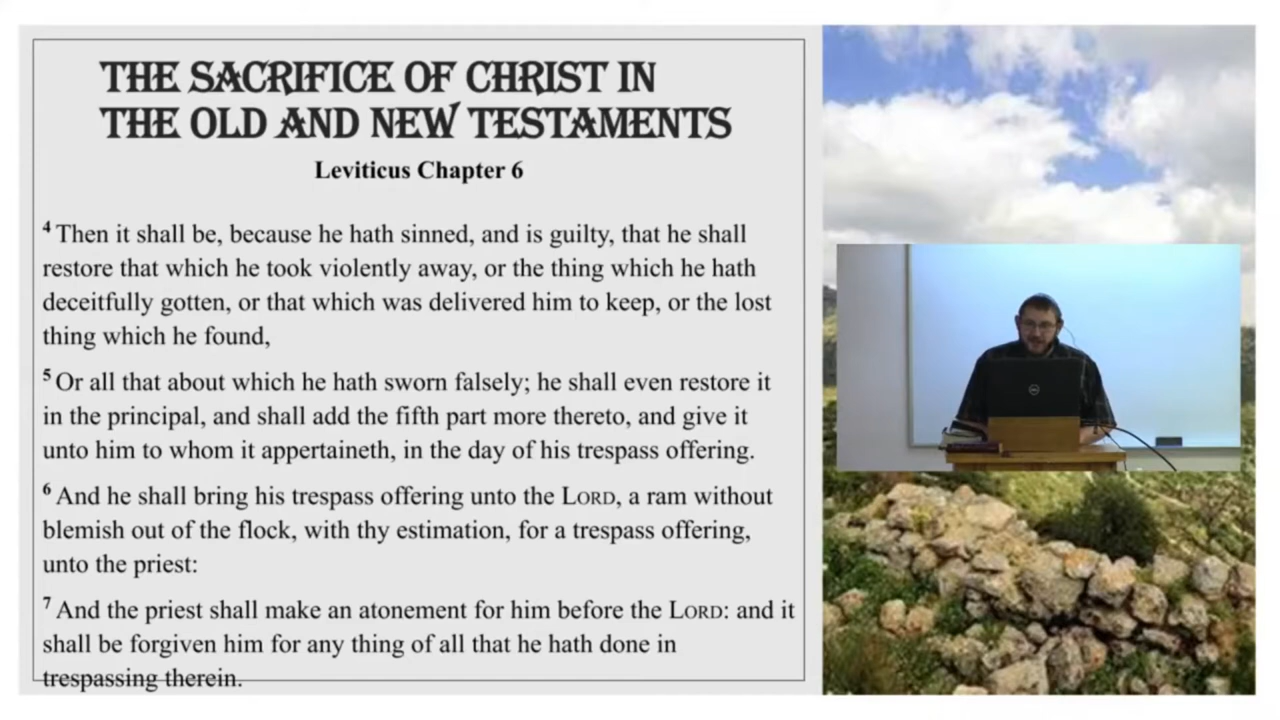 THE SACRIFICE OF CHRIST IN
THE OLD AND NEW TESTAMENTS
Leviticus Chapter 6
4 Then it shall be, because he hath sinned, and is guilty, that he shall
restore that which he took violently away, or the thing which he hath
deceitfully gotten, or that which was delivered him to keep, or the lost
thing which he found,
5 Or all that about which he hath sworn falsely; he shall even restore it
in the principal, and shall add the fifth part more thereto, and give it
unto him to whom it appertaineth, in the day of his trespass offering.
6 And he shall bring his trespass offering unto the LORD, a ram without
blemish out of the flock, with thy estimation, for a trespass offering,
unto the priest:
7 And the priest shall make an atonement for him before the LORD: and it
shall be forgiven him for any thing of all that he hath done in
trespassing therein.